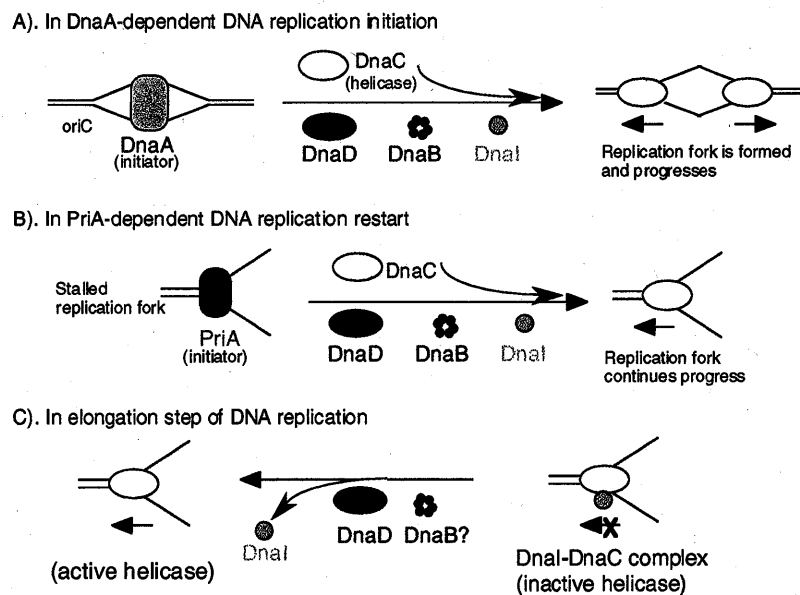 A). In DnaA-dependent DNA replication initiation
DnaC
(helicase)
oriC
DnaA
(initiator)
DnaD
DnaB
DnaI
Replication fork is formed
and progresses
B). In PriA-dependent DNA replication restart
DnaC
Stalled
replication fork
PriA
(initiator)
DnaD
DnaB
DnaI
Replication fork
continues progress
C). In elongation step of DNA replication
DnaI
DnaD
DnaB?
(active helicase)
DnaI-DnaC complex
(inactive helicase)